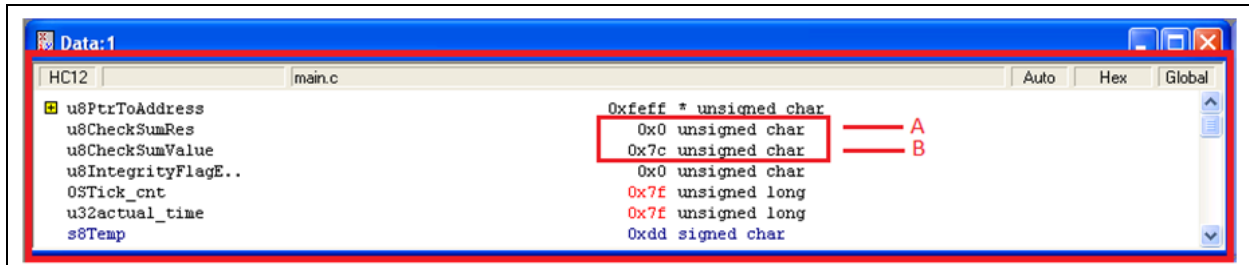 Data:1
HC12 main.c Auto Hex Global
u8PtrToAddress 0xfeff * unsigned char
u8CheckSumRes 0x0 unsigned char A
u8CheckSumValue 0x7c unsigned char B
u8IntegrityFlagE.. 0x0 unsigned char
OSTick_cnt 0x7f unsigned long
u32actual_time 0x7f unsigned long
s8Temp 0xdd signed char